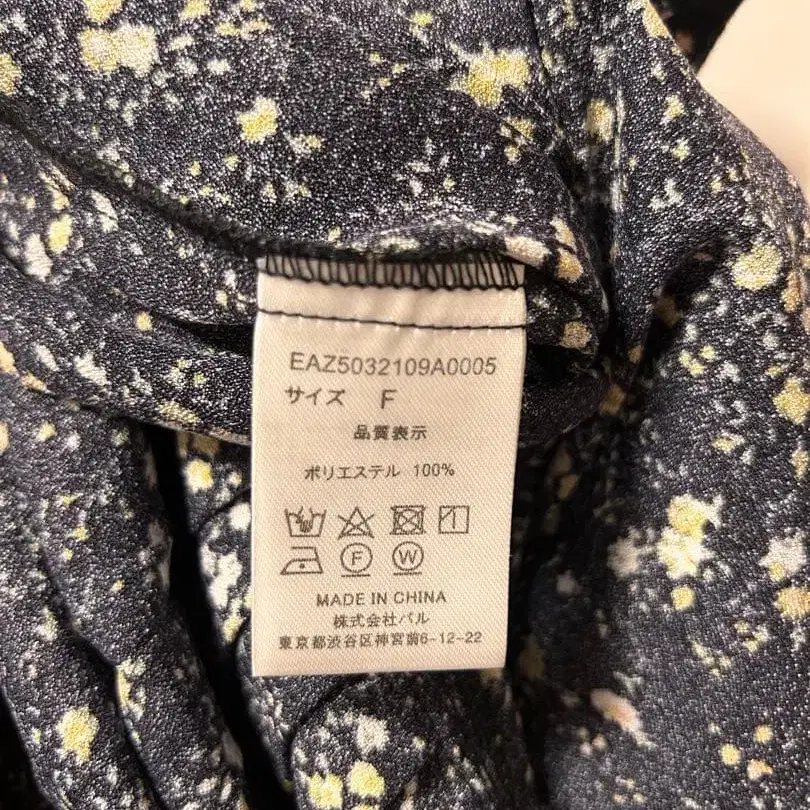 EAZ5032109A0005
サイズ F
品質表示
ポリエステル 100%
F W
MADE IN CHINA
株式会社パル
東京都渋谷区神宮前6-12-22